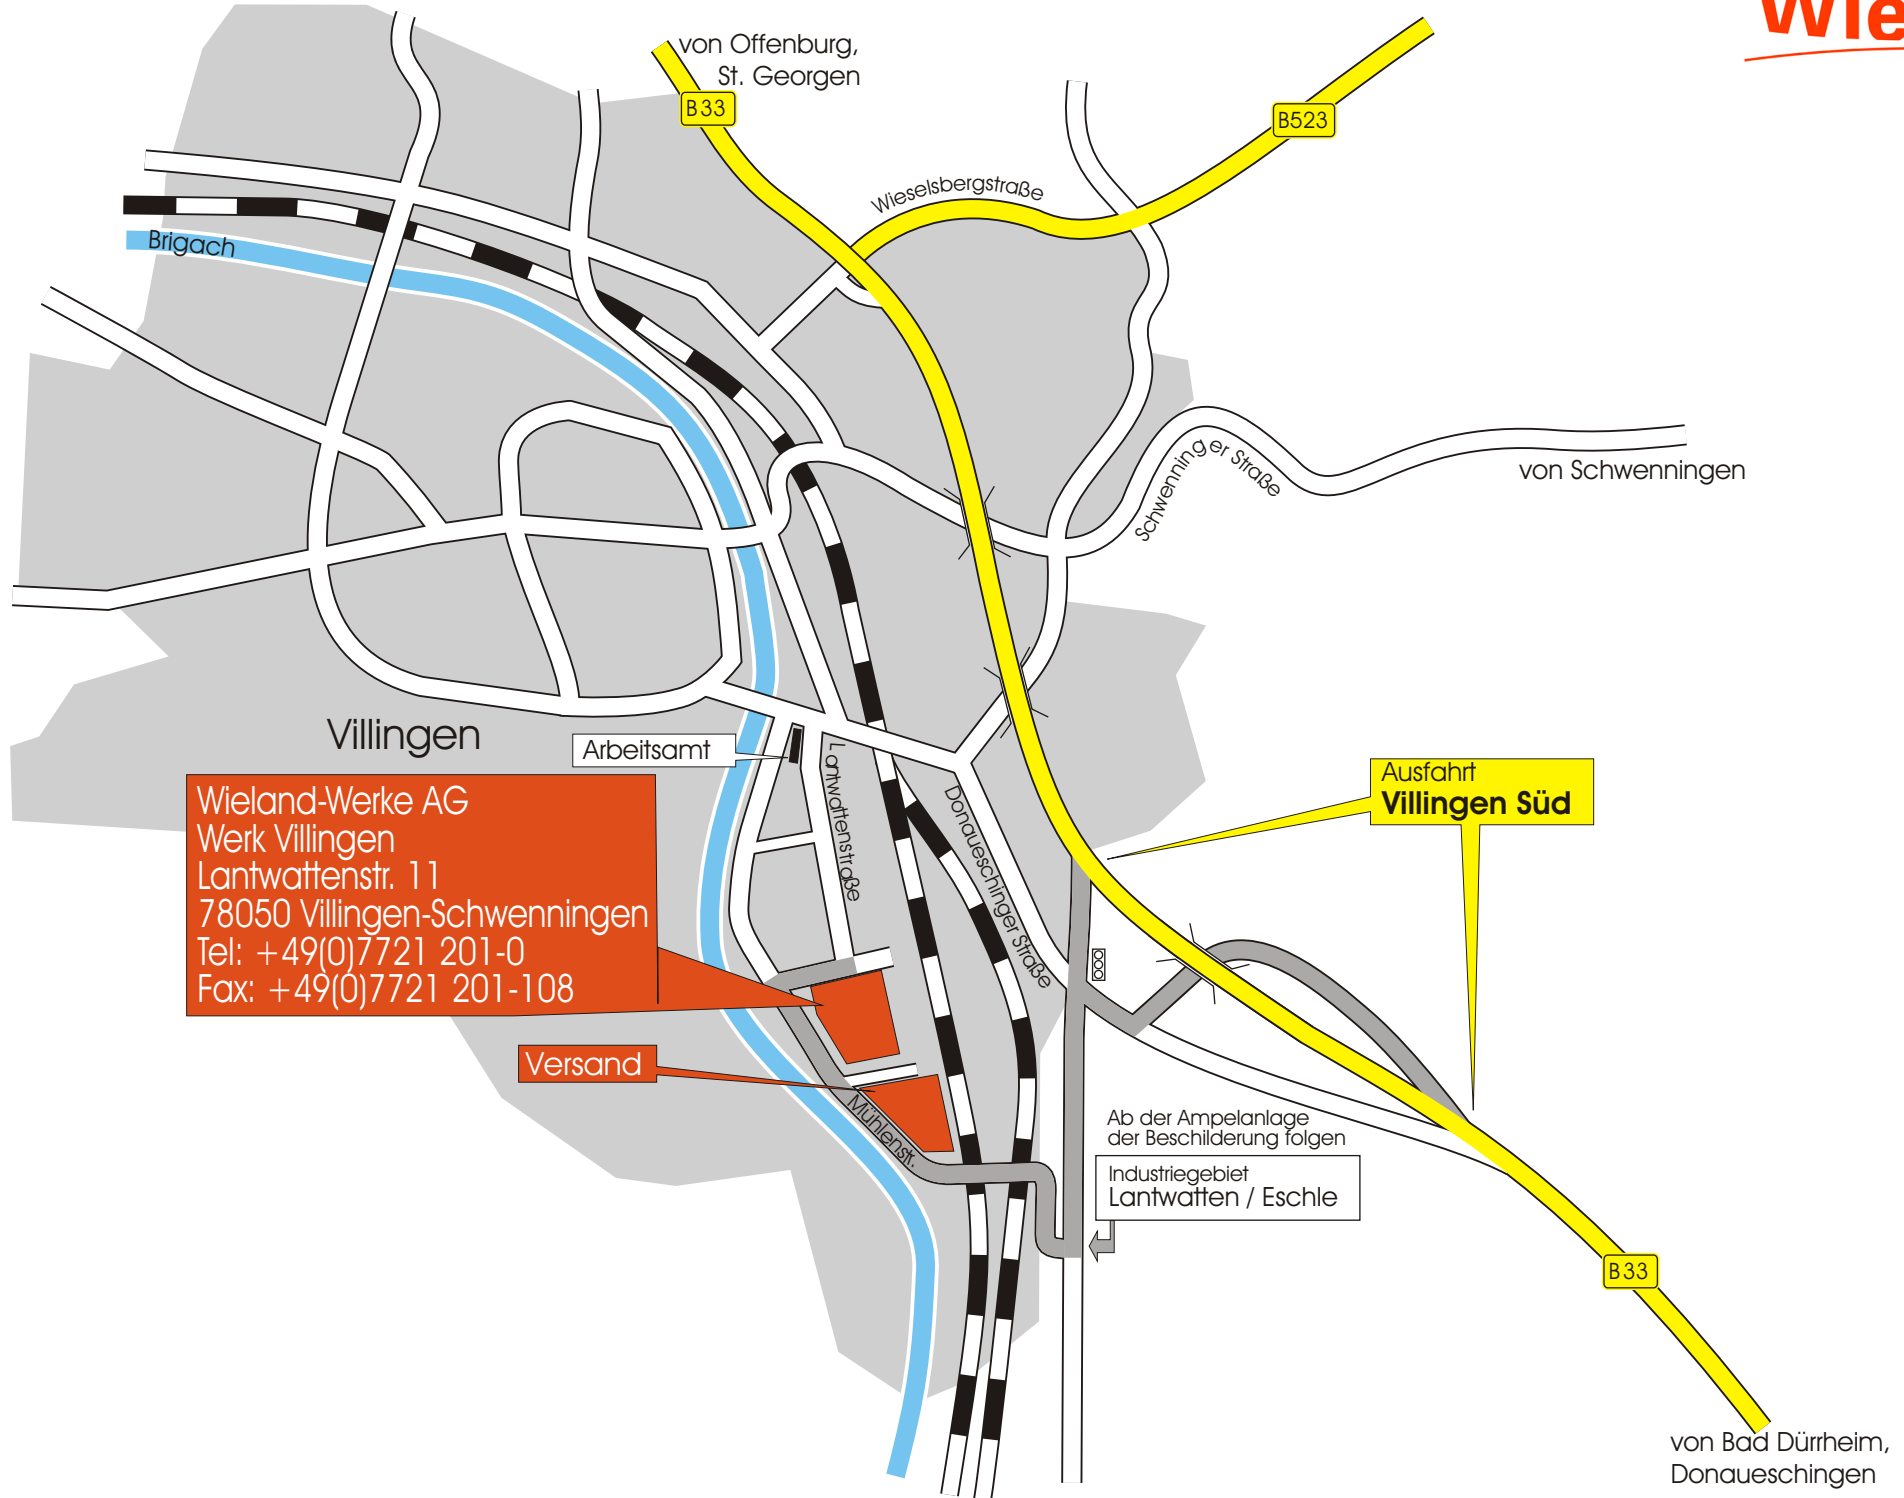 Wie
von Offenburg,
St. Georgen
B33
B523
Wieselsbergstraße
Brigach
Schwenninger Straße
von Schwenningen
Villingen
Arbeitsamt
Lantwattenstraße
Donaueschinger Straße
Ausfahrt
Villingen Süd
Wieland-Werke AG
Werk Villingen
Lantwattenstr. 11
78050 Villingen-Schwenningen
Tel: +49(0)7721 201-0
Fax: +49(0)7721 201-108
Versand
Mühlenstr.
Ab der Ampelanlage
der Beschilderung folgen
Industriegebiet
Lantwatten / Eschle
B33
von Bad Dürrheim,
Donaueschingen